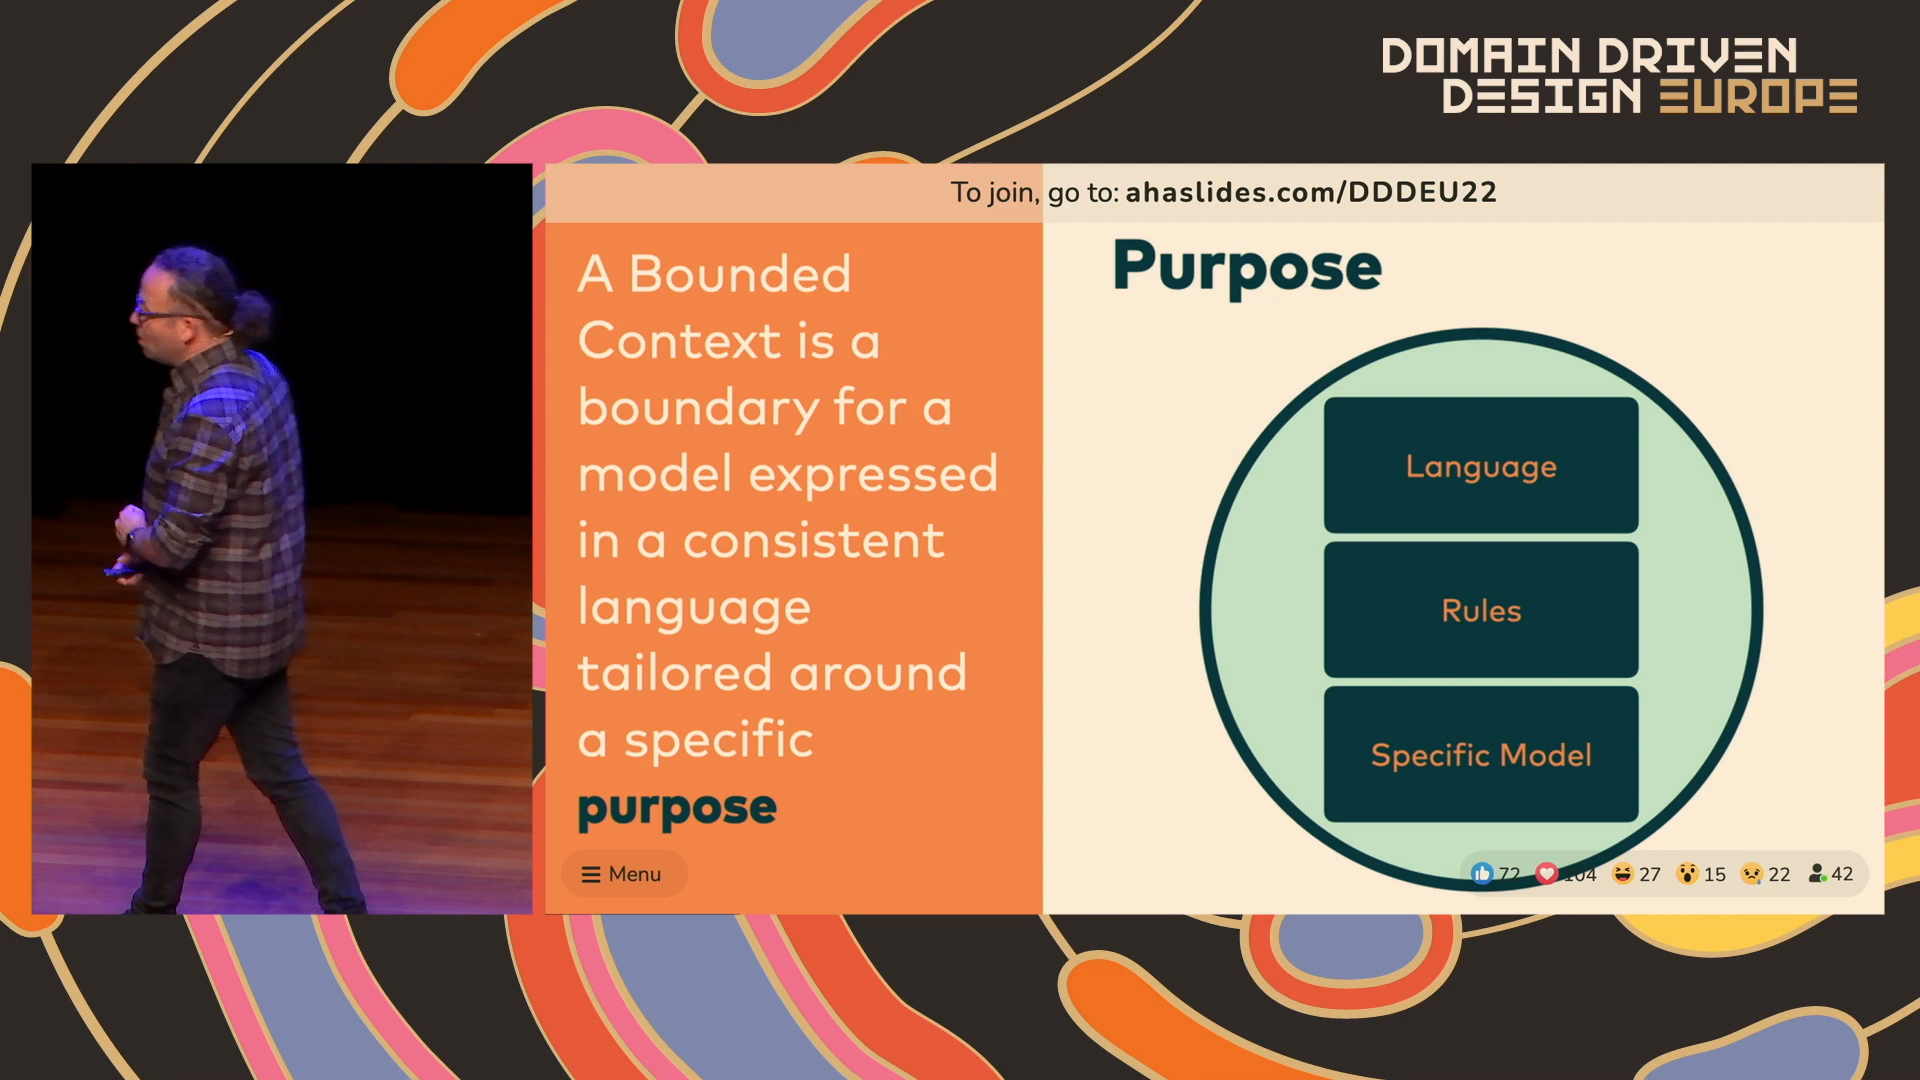 DOMAIN DRIVEN
DESIGN EUROPE
To join, go to: ahaslides.com/DDDEU22
A Bounded
Context is a
boundary for a
model expressed
in a consistent
language
tailored around
a specific
purpose
Menu
Purpose
Language
Rules
Specific Model
72 104 27 15 22 42